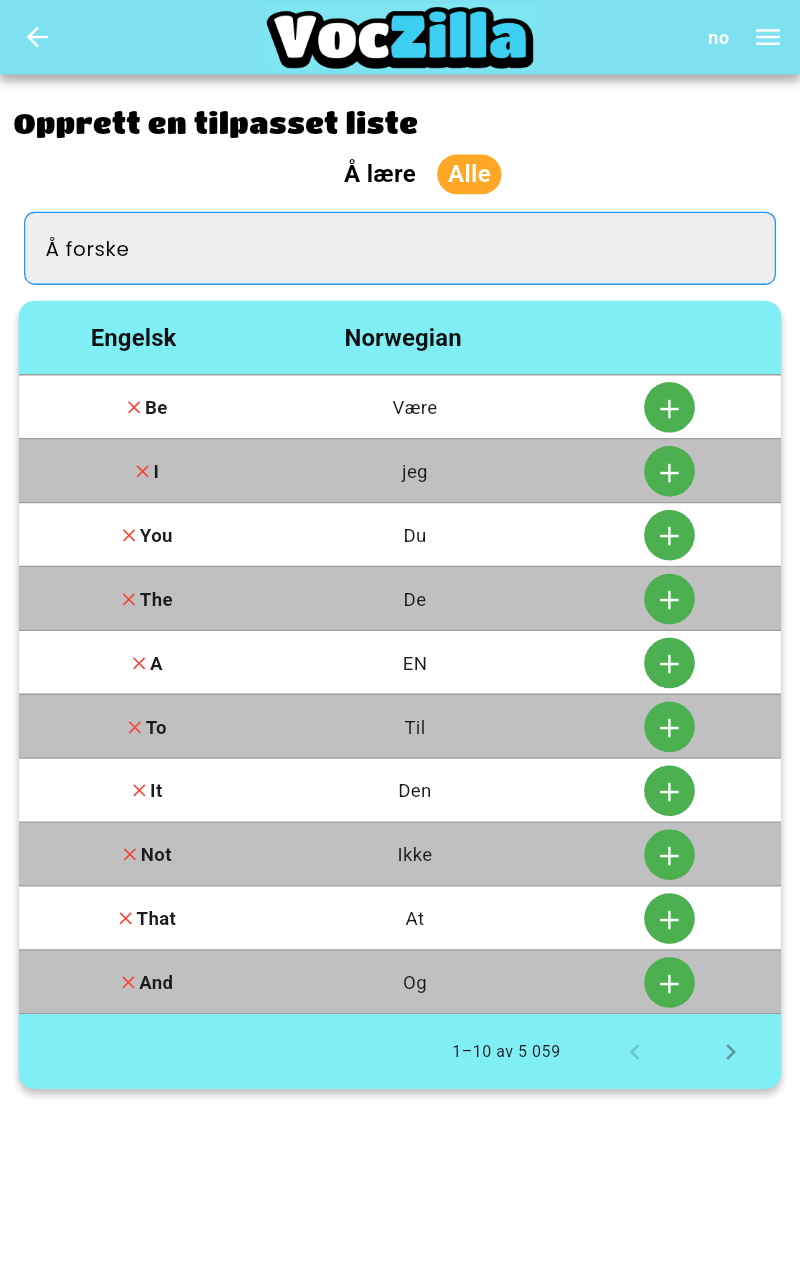 VocZilla
no
Opprett en tilpasset liste
Å lære Alle
Å forske
Engelsk Norwegian
Be Være
I jeg
You Du
The De
A EN
To Til
It Den
Not Ikke
That At
And Og
1–10 av 5 059